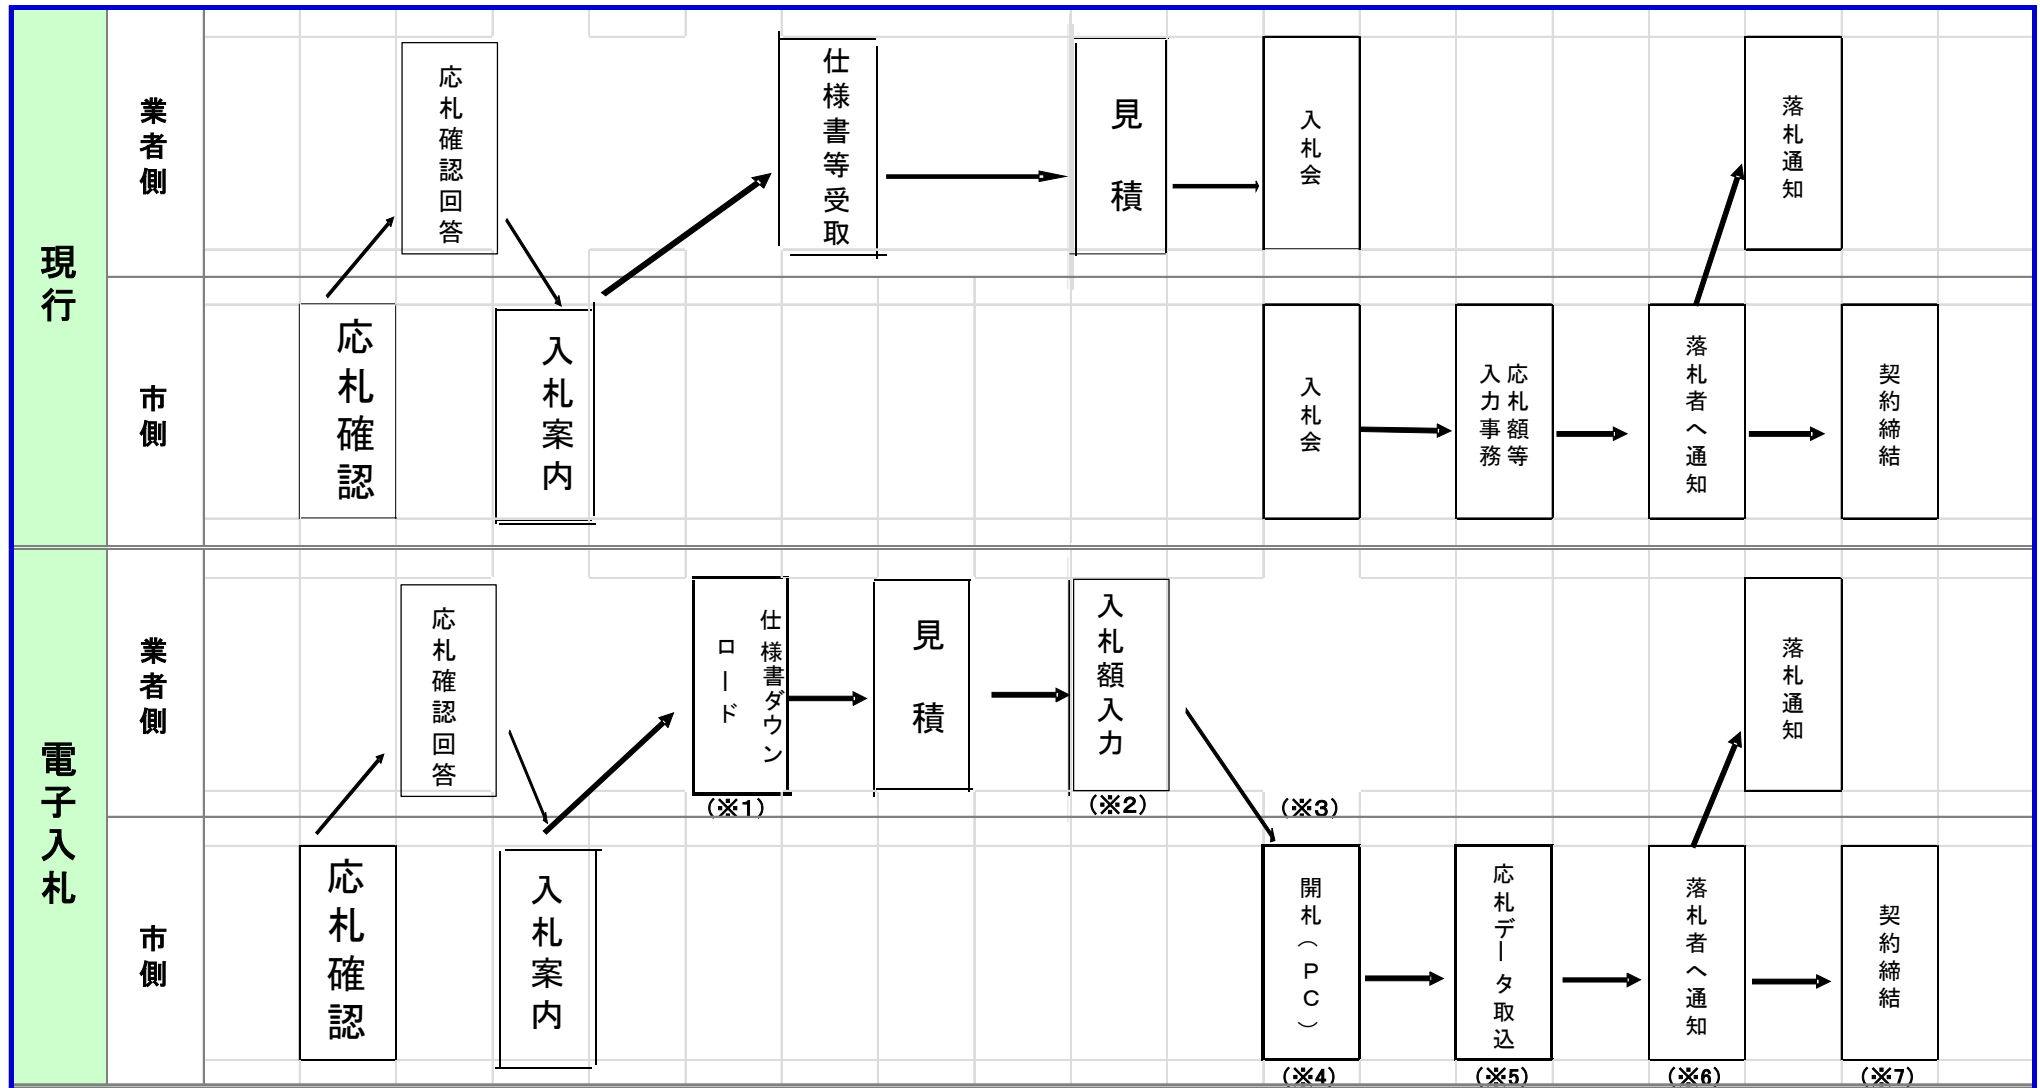 現行
業者側
応札確認回答
仕様書等受取
見積
入札会
落札通知
市側
応札確認
入札案内
入札会
応札額等
入力事務
落札者へ通知
契約締結
電子入札
業者側
応札確認回答
仕様書ダウン
ロード
(※1)
見積
入札額入力
(※2)
(※3)
落札通知
市側
応札確認
入札案内
開札(PC)
(※4)
応札データ取込
(※5)
落札者へ通知
(※6)
契約締結
(※7)